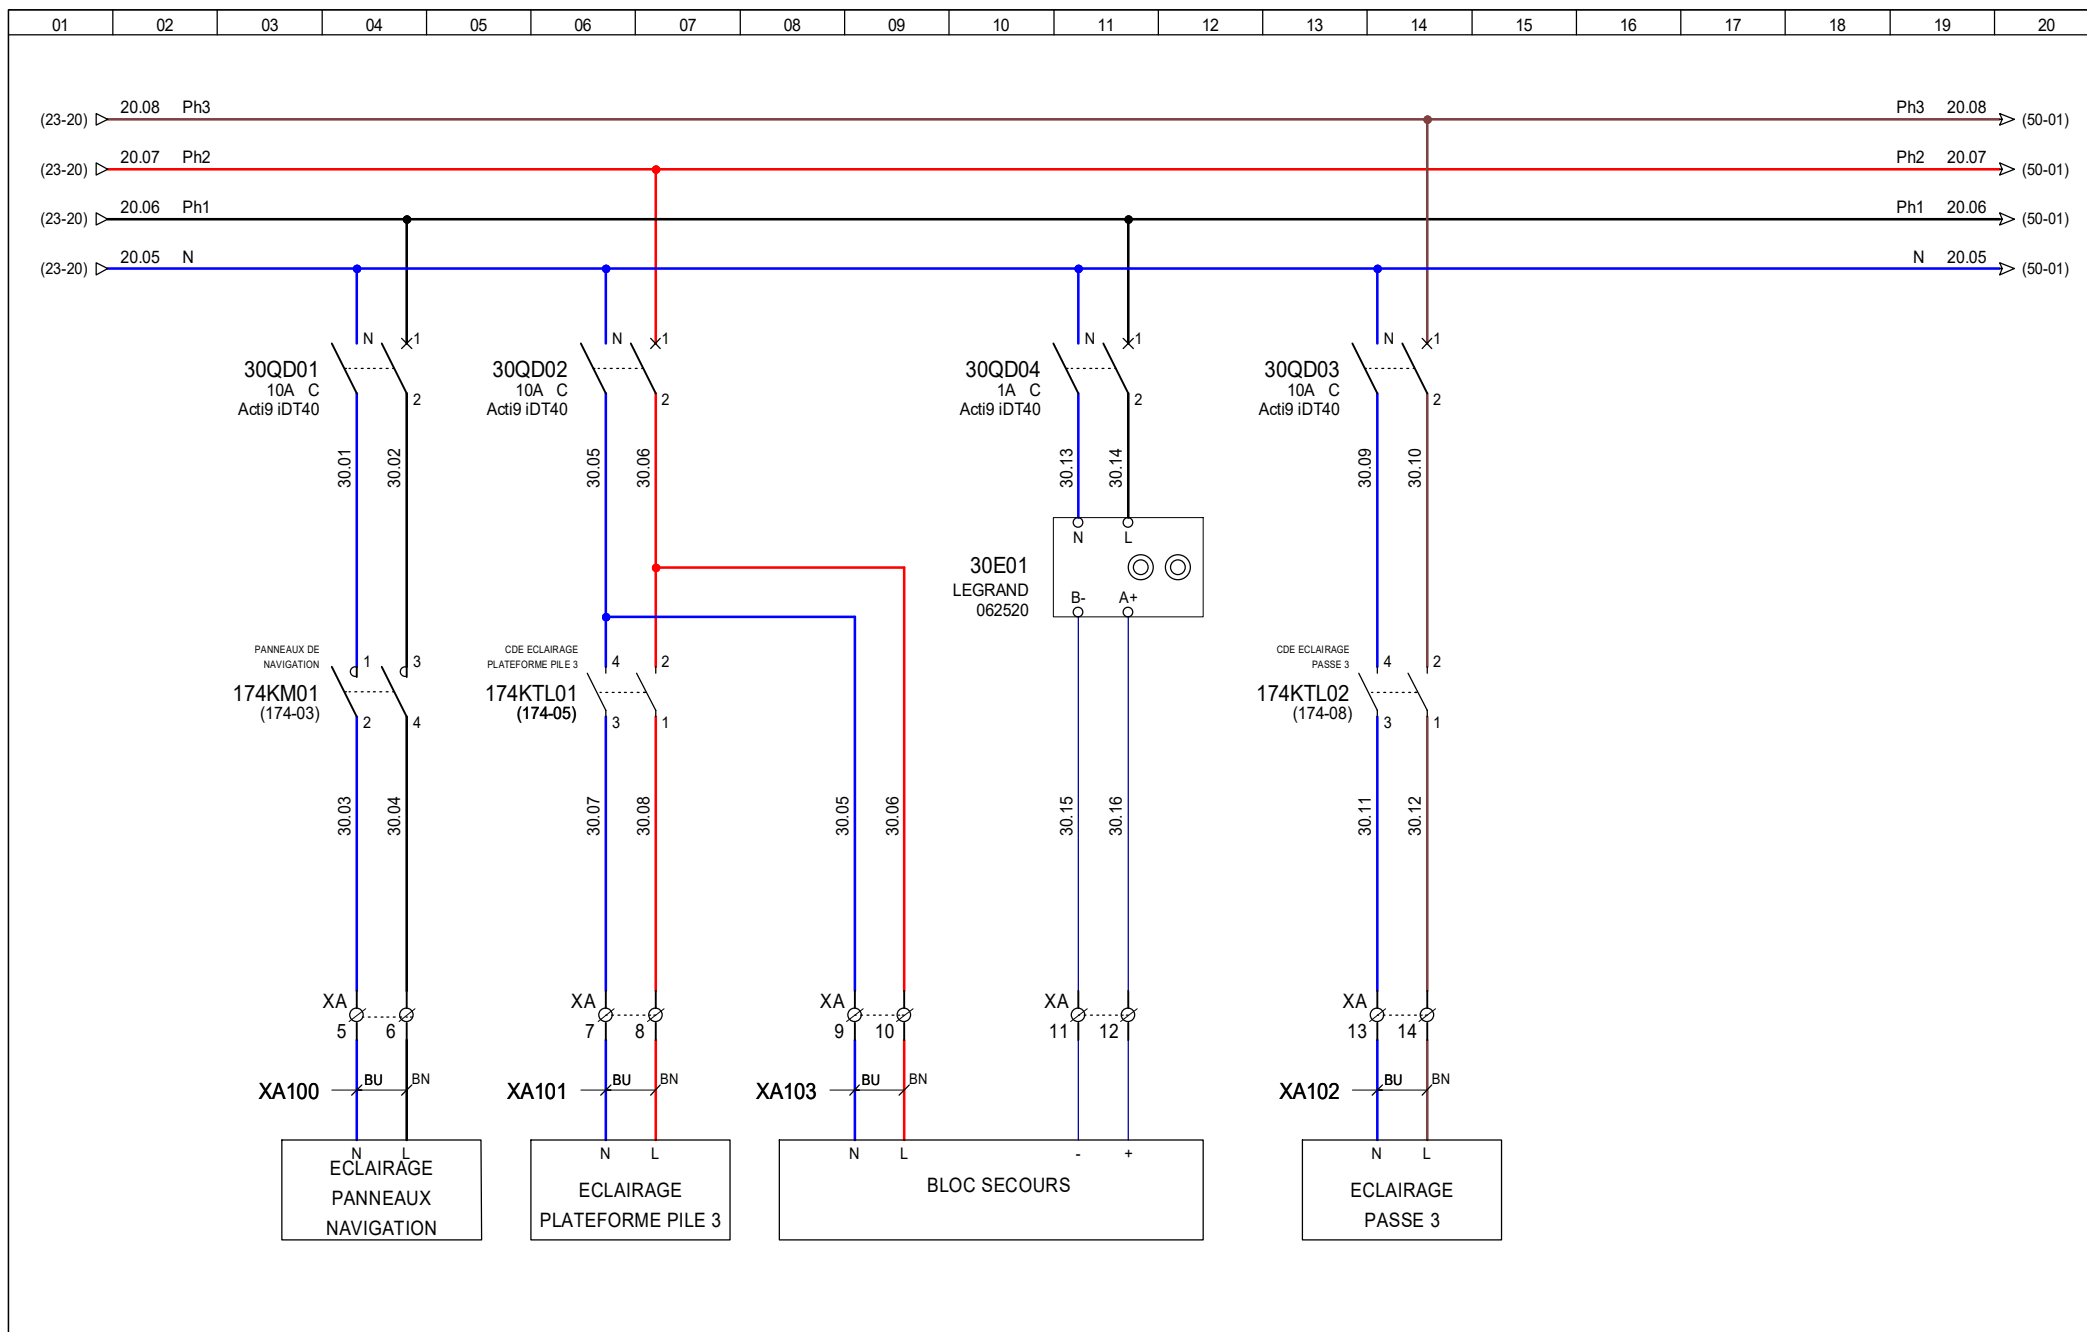 01 02 03 04 05 06 07 08 09 10 11 12 13 14 15 16 17 18 19 20
(23-20) 20.08 Ph3 Ph3 20.08 (50-01)
(23-20) 20.07 Ph2 Ph2 20.07 (50-01)
(23-20) 20.06 Ph1 Ph1 20.06 (50-01)
(23-20) 20.05 N N 20.05 (50-01)
N 1 N 1 N 1 N 1
30QD01 30QD02 30QD04 30QD03
10A C 10A C 1A C 10A C
2 2 2 2
Acti9 iDT40 Acti9 iDT40 Acti9 iDT40 Acti9 iDT40
30.01 30.02 30.05 30.06 30.13 30.14 30.09 30.10
N L
30E01
LEGRAND
B- A+
062520
PANNEAUX DE CDE ECLAIRAGE CDE ECLAIRAGE
NAVIGATION PLATEFORME PILE 3 PASSE 3
1 3 4 2 4 2
174KM01 174KTL01 174KTL02
(174-03) (174-05) (174-08)
2 4 3 1 3 1
30.03 30.04 30.07 30.08 30.05 30.06 30.15 30.16 30.11 30.12
XA XA XA XA XA
5 6 7 8 9 10 11 12 13 14
BU BN BU BN BU BN BU BN
XA100 XA101 XA103 XA102
N L N L N L - + N L
ECLAIRAGE
PANNEAUX
NAVIGATION
ECLAIRAGE
PLATEFORME PILE 3
BLOC SECOURS
ECLAIRAGE
PASSE 3